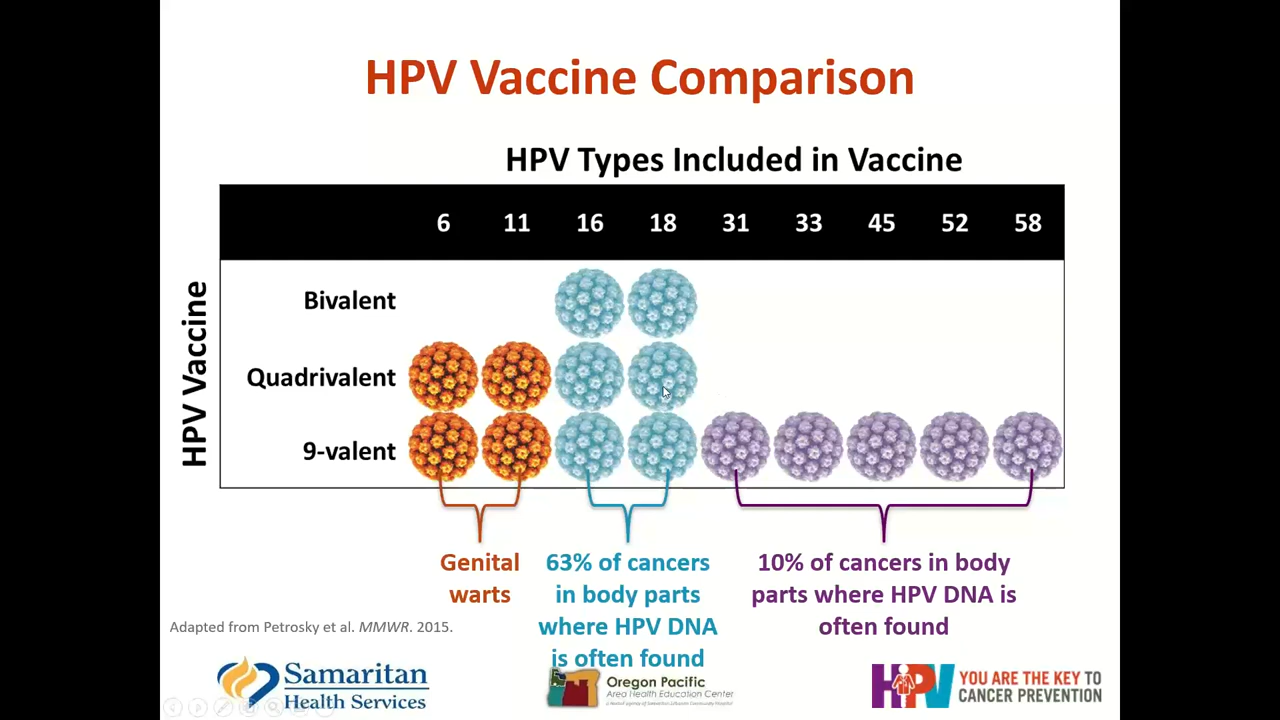 HPV Vaccine Comparison
HPV Types Included in Vaccine
6 11 16 18 31 33 45 52 58
HPV Vaccine
Bivalent
Quadrivalent
9-valent
Genital
warts
63% of cancers
in body parts
where HPV DNA
is often found
10% of cancers in body
parts where HPV DNA is
often found
Adapted from Petrosky et al. MMWR. 2015.
Samaritan
Health Services
Oregon Pacific
Area Health Education Center
HPV
YOU ARE THE KEY TO
CANCER PREVENTION